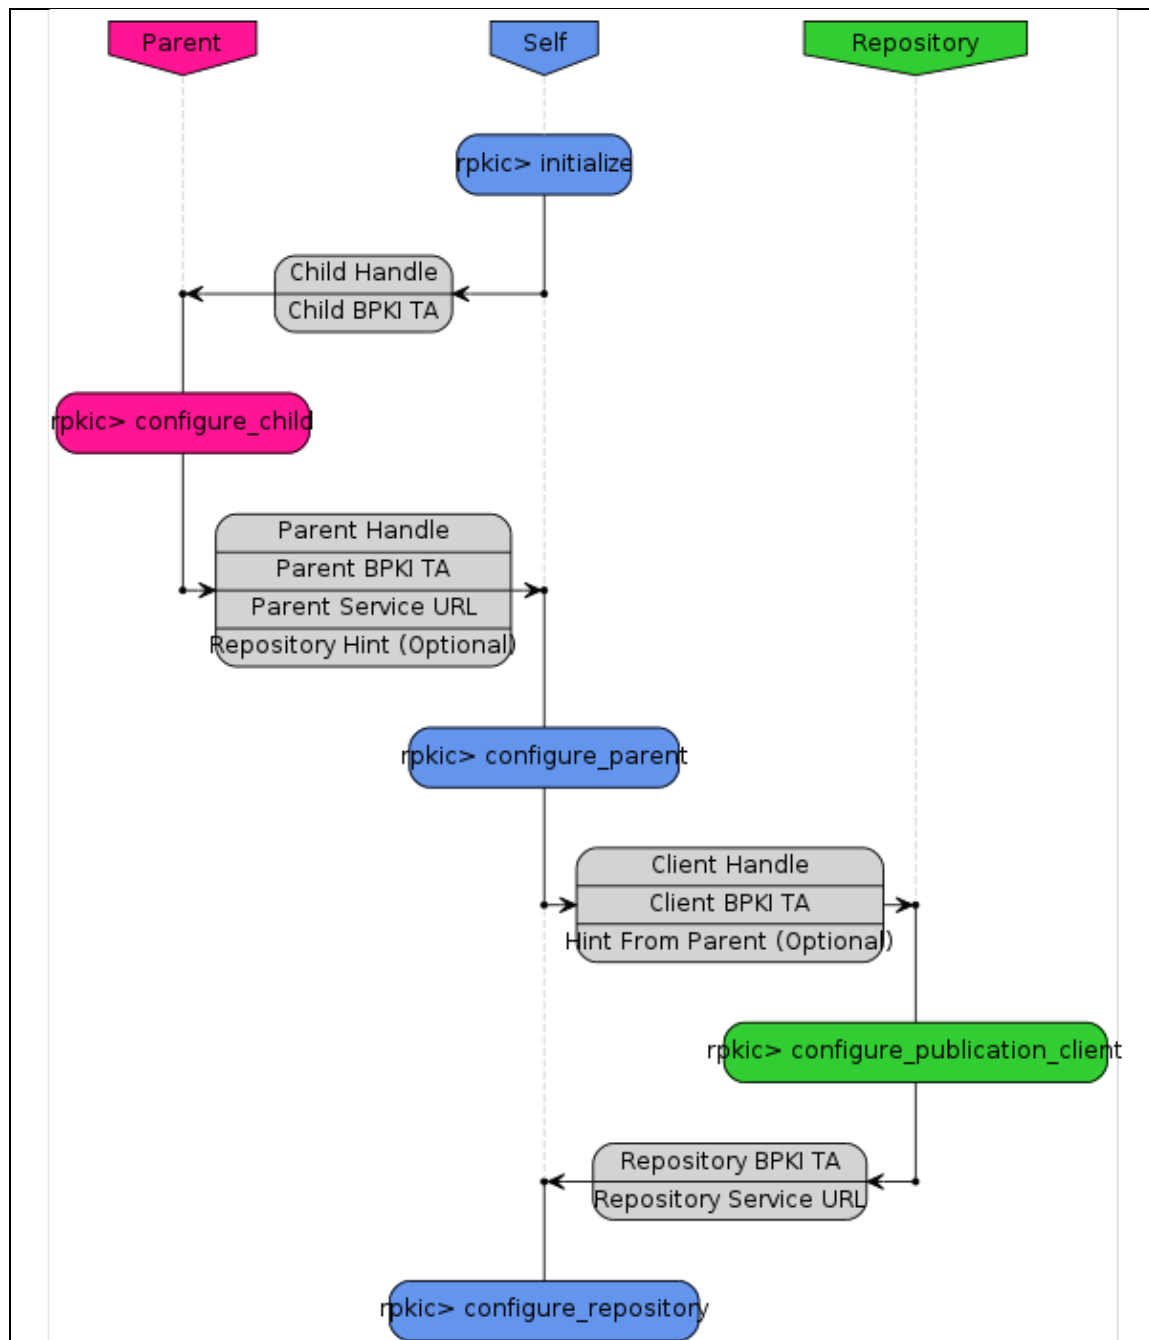 Parent
Self
Repository
rpkic> initialize
Child Handle
Child BPKI TA
rpkic> configure_child
Parent Handle
Parent BPKI TA
Parent Service URL
Repository Hint (Optional)
rpkic> configure_parent
Client Handle
Client BPKI TA
Hint From Parent (Optional)
rpkic> configure_publication_client
Repository BPKI TA
Repository Service URL
rpkic> configure_repository